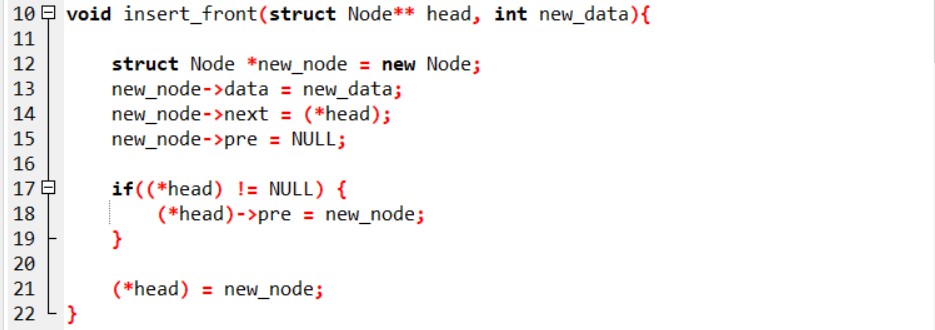 10 void insert_front(struct Node** head, int new_data){
11
12     struct Node *new_node = new Node;
13     new_node->data = new_data;
14     new_node->next = (*head);
15     new_node->pre = NULL;
16
17     if((*head) != NULL) {
18         (*head)->pre = new_node;
19     }
20
21     (*head) = new_node;
22 }